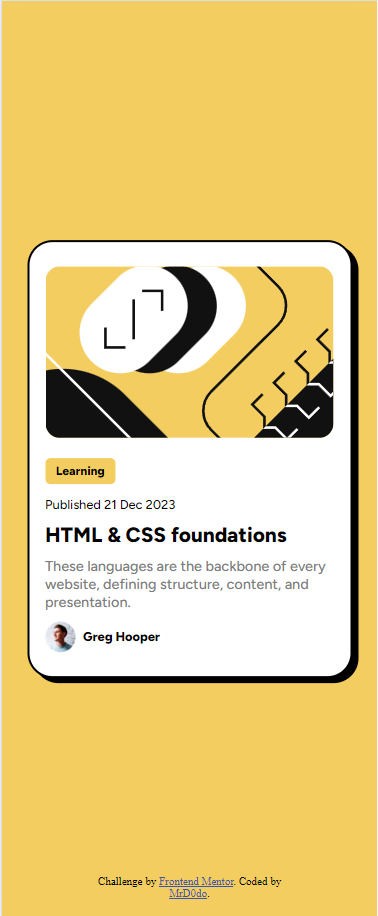 Learning
Published 21 Dec 2023
HTML & CSS foundations
These languages are the backbone of every
website, defining structure, content, and
presentation.
Greg Hooper
Challenge by Frontend Mentor. Coded by
MrD0do.